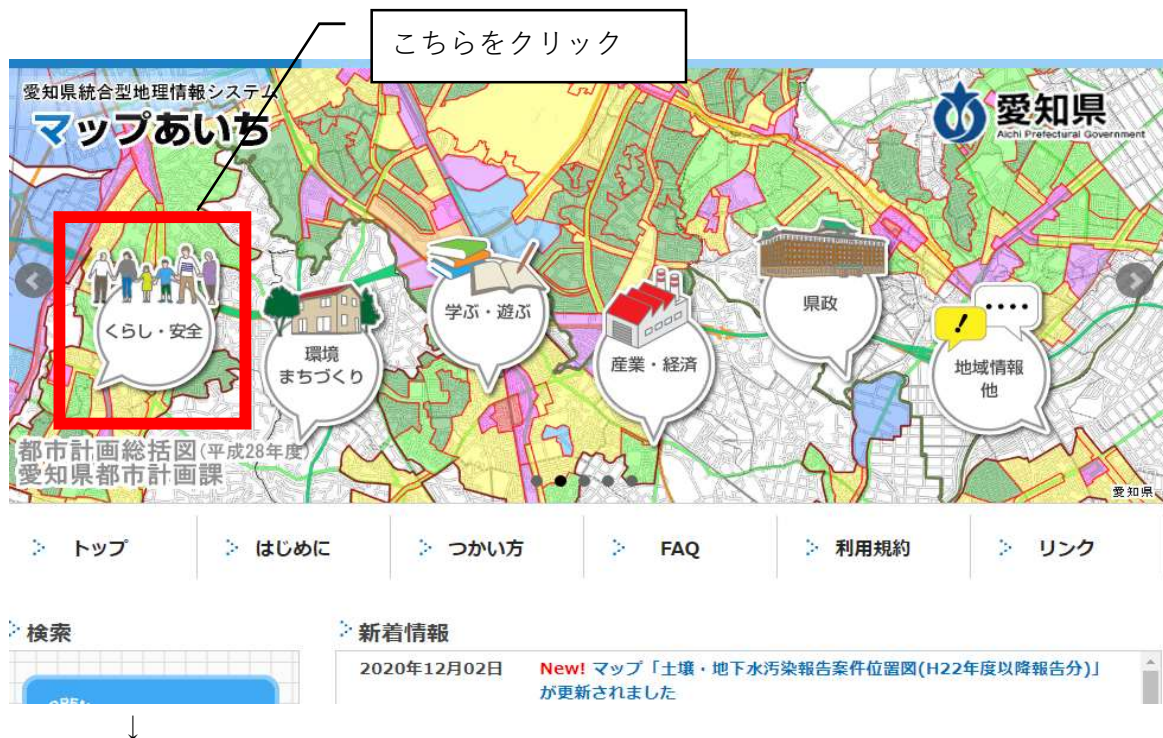 こちらをクリック
愛知県統合型地理情報システム
マップあいち
愛知県
Aichi Prefectural Government
くらし・安全
環境
まちづくり
学ぶ・遊ぶ
産業・経済
県政
地域情報
他
都市計画総括図(平成28年度)
愛知県都市計画課
愛知県
トップ
はじめに
つかい方
FAQ
利用規約
リンク
検索
新着情報
2020年12月02日 New! マップ「土壌・地下水汚染報告案件位置図(H22年度以降報告分)」
が更新されました
↓